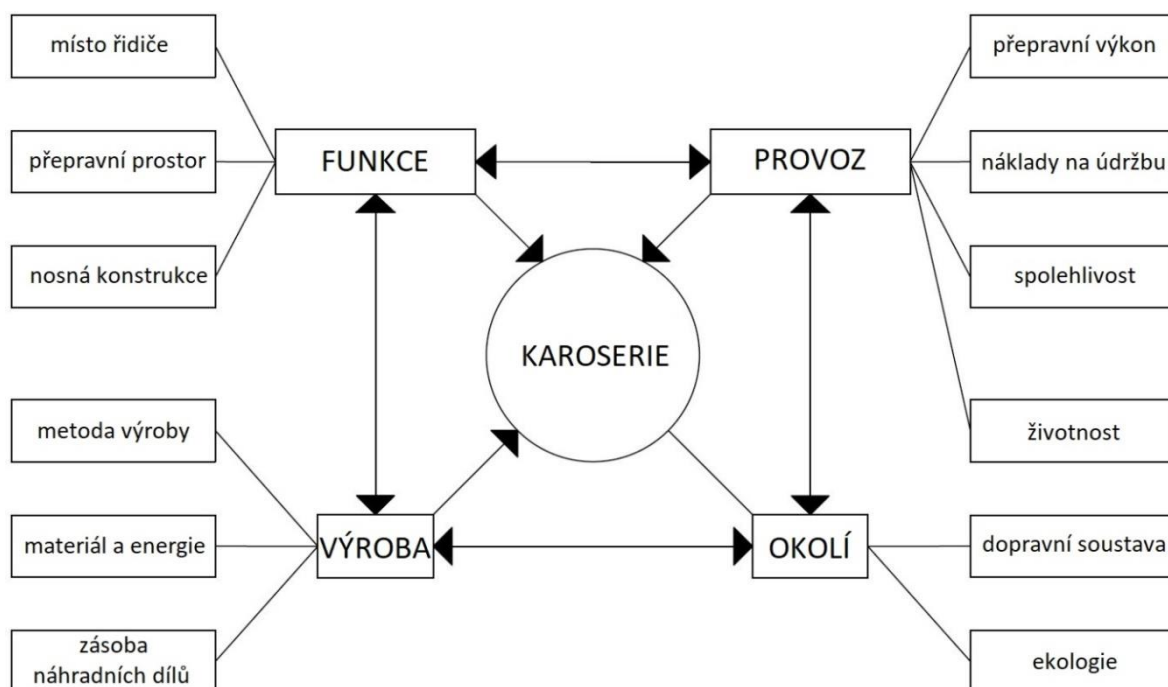 místo řidiče
přepravní výkon
přepravní prostor
FUNKCE
PROVOZ
náklady na údržbu
nosná konstrukce
spolehlivost
KAROSERIE
metoda výroby
životnost
materiál a energie
VÝROBA
OKOLÍ
dopravní soustava
zásoba
náhradních dílů
ekologie